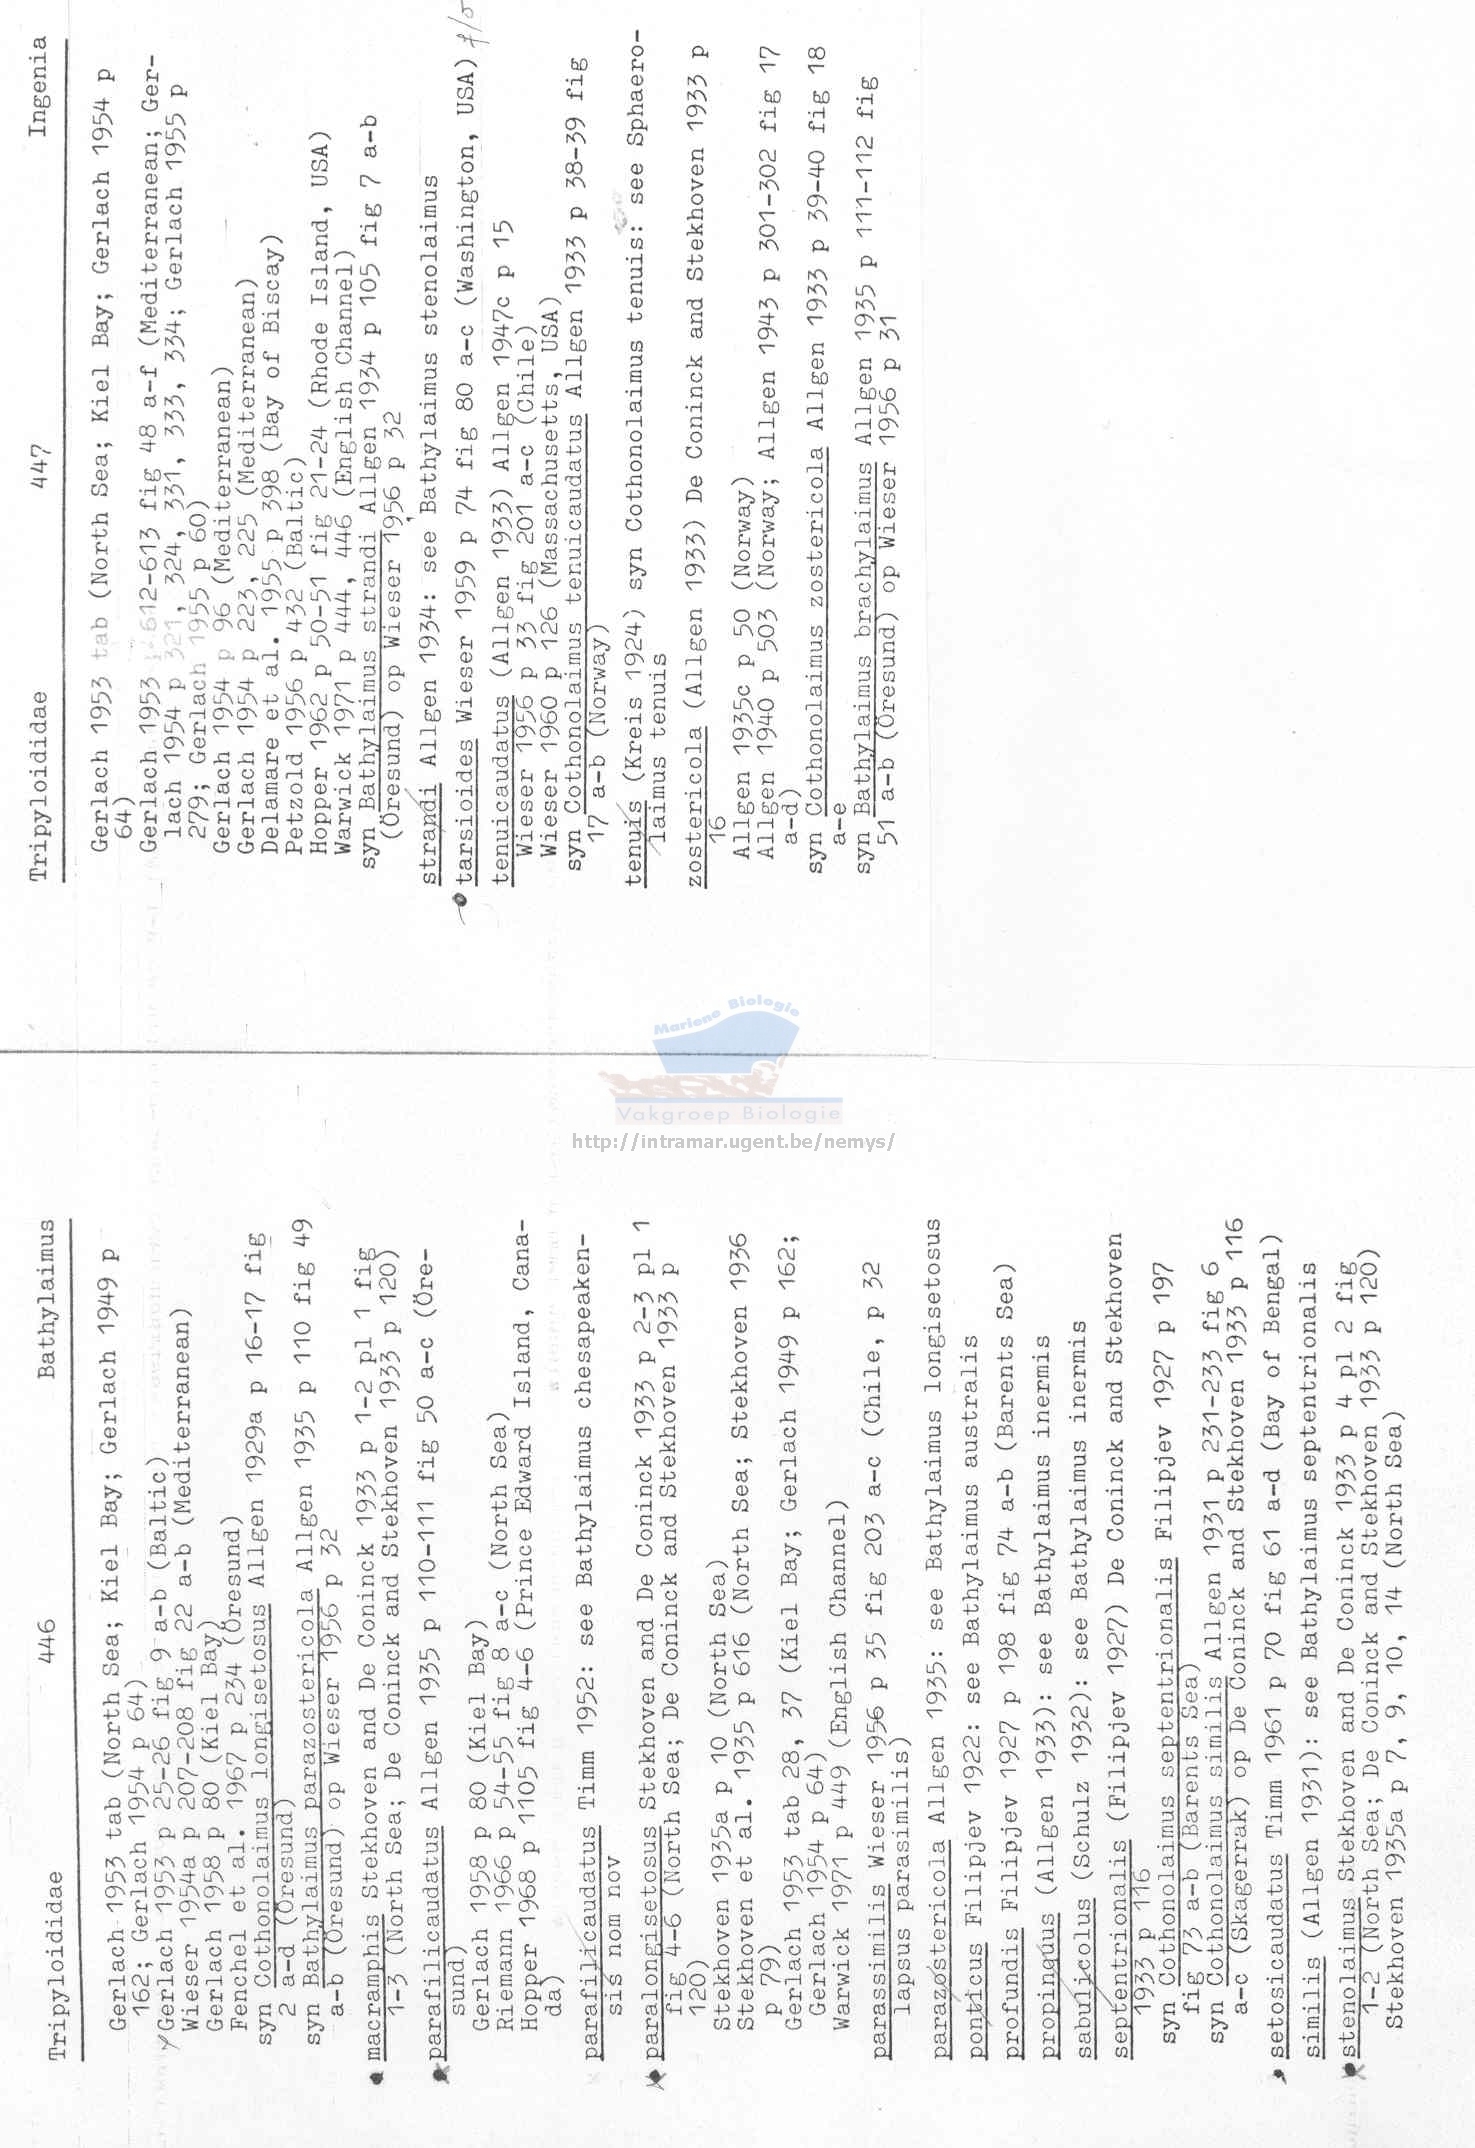 Tripyloididae 446 Bathylaimus
Gerlach 1953 tab (North Sea; Kiel Bay; Gerlach 1949 p
162; Gerlach 1954 p 64)
Gerlach 1953 p 25-26 fig 9 a-b (Baltic)
Wieser 1954a p 207-208 fig 22 a-b (Mediterranean)
Gerlach 1958 p 80 (Kiel Bay)
Fenchel et al. 1967 p 234 (Öresund)
syn Cothonolaimus longisetosus Allgen 1929a p 16-17 fig
2 a-d (Öresund)
syn Bathylaimus parazostericola Allgen 1935 p 110 fig 49
a-b (Öresund) op Wieser 1956 p 32
macramphis Stekhoven and De Coninck 1933 p 1-2 pl 1 fig
1-3 (North Sea; De Coninck and Stekhoven 1933 p 120)
parafilicaudatus Allgen 1935 p 110-111 fig 50 a-c (Öre-
sund)
Gerlach 1958 p 80 (Kiel Bay)
Riemann 1966 p 54-55 fig 8 a-c (North Sea)
Hopper 1968 p 1105 fig 4-6 (Prince Edward Island, Cana-
da)
parafilicaudatus Timm 1952: see Bathylaimus chesapeaken-
sis nom nov
paralongisetosus Stekhoven and De Coninck 1933 p 2-3 pl 1
fig 4-6 (North Sea; De Coninck and Stekhoven 1933 p
120)
Stekhoven 1935a p 10 (North Sea)
Stekhoven et al. 1935 p 616 (North Sea; Stekhoven 1936
p 79)
Gerlach 1953 tab 28, 37 (Kiel Bay; Gerlach 1949 p 162;
Gerlach 1954 p 64)
Warwick 1971 p 449 (English Channel)
parassimilis Wieser 1956 p 35 fig 203 a-c (Chile, p 32
lapsus parasimilis)
parazostericola Allgen 1935: see Bathylaimus longisetosus
ponticus Filipjev 1922: see Bathylaimus australis
profundis Filipjev 1927 p 198 fig 74 a-b (Barents Sea)
propinquus (Allgen 1933): see Bathylaimus inermis
sabulicolus (Schulz 1932): see Bathylaimus inermis
septentrionalis (Filipjev 1927) De Coninck and Stekhoven
1933 p 116
syn Cothonolaimus septentrionalis Filipjev 1927 p 197
fig 73 a-b (Barents Sea)
syn Cothonolaimus similis Allgen 1931 p 231-233 fig 6
a-c (Skagerrak) op De Coninck and Stekhoven 1933 p 116
setosicaudatus Timm 1961 p 70 fig 61 a-d (Bay of Bengal)
similis (Allgen 1931): see Bathylaimus septentrionalis
stenolaimus Stekhoven and De Coninck 1933 p 4 pl 2 fig
1-2 (North Sea; De Coninck and Stekhoven 1933 p 120)
Stekhoven 1935a p 7, 9, 10, 14 (North Sea)
Tripyloididae 447 Ingenia
Gerlach 1953 tab (North Sea; Kiel Bay; Gerlach 1954 p
64)
Gerlach 1953 p 612-613 fig 48 a-f (Mediterranean; Ger-
lach 1954 p 321, 324, 331, 333, 334; Gerlach 1955 p
279; Gerlach 1955 p 60)
Gerlach 1954 p 96 (Mediterranean)
Gerlach 1954 p 223, 225 (Mediterranean)
Delamare et al. 1955 p 398 (Bay of Biscay)
Petzold 1956 p 432 (Baltic)
Hopper 1962 p 50-51 fig 21-24 (Rhode Island, USA)
Warwick 1971 p 444, 446 (English Channel)
syn Bathylaimus strandi Allgen 1934 p 105 fig 7 a-b
(Öresund) op Wieser 1956 p 32
strandi Allgen 1934: see Bathylaimus stenolaimus
tarsioides Wieser 1959 p 74 fig 80 a-c (Washington, USA)
tenuicaudatus (Allgen 1933) Allgen 1947c p 15
Wieser 1956 p 33 fig 201 a-c (Chile)
Wieser 1960 p 126 (Massachusetts, USA)
syn Cothonolaimus tenuicaudatus Allgen 1933 p 38-39 fig
17 a-b (Norway)
tenuis (Kreis 1924) syn Cothonolaimus tenuis: see Sphaero-
laimus tenuis
zostericola (Allgen 1933) De Coninck and Stekhoven 1933 p
16
Allgen 1935c p 50 (Norway)
Allgen 1940 p 503 (Norway; Allgen 1943 p 301-302 fig 17
a-d)
syn Cothonolaimus zostericola Allgen 1933 p 39-40 fig 18
a-e
syn Bathylaimus brachylaimus Allgen 1935 p 111-112 fig
51 a-b (Öresund) op Wieser 1956 p 31
Mariene Biologie
Vakgroep Biologie
http://intramar.ugent.be/nemys/